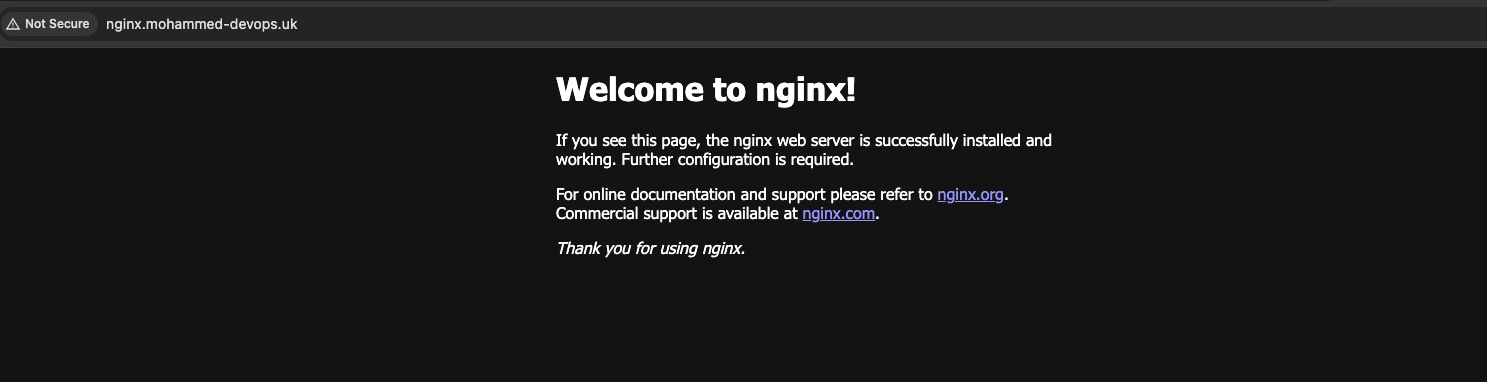 Not Secure nginx.mohammed-devops.uk
Welcome to nginx!
If you see this page, the nginx web server is successfully installed and
working. Further configuration is required.
For online documentation and support please refer to nginx.org.
Commercial support is available at nginx.com.
Thank you for using nginx.